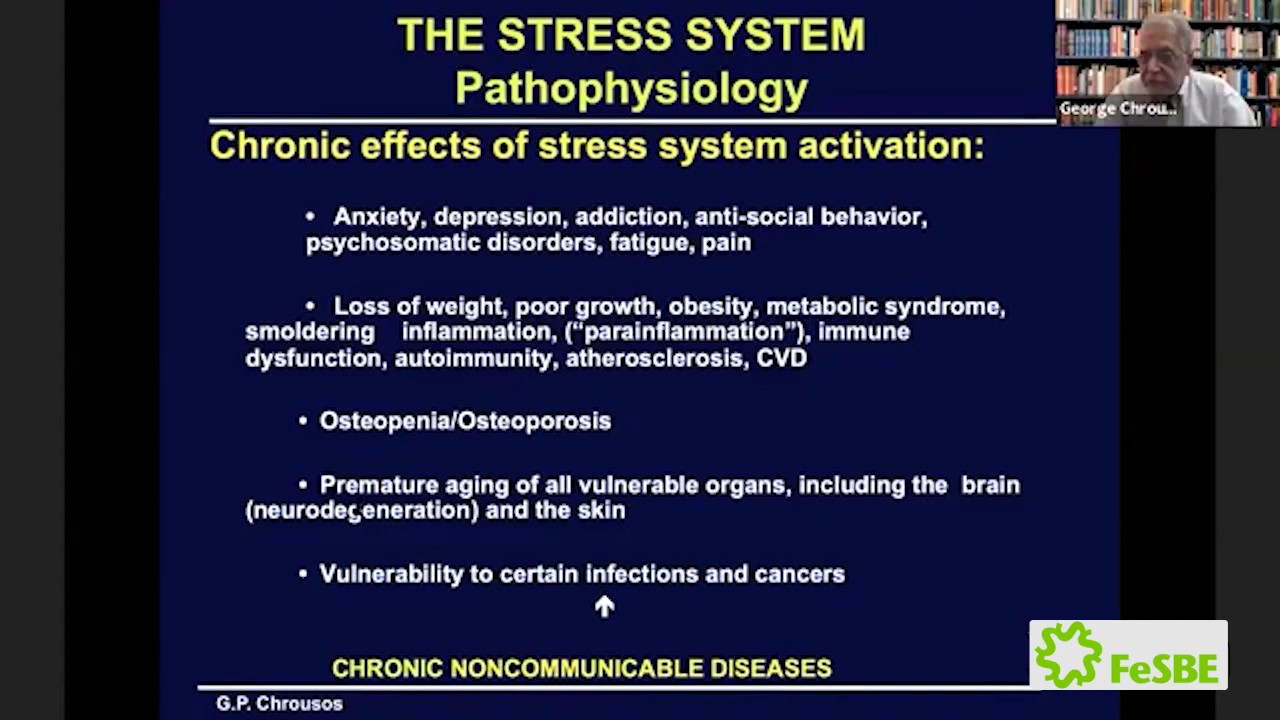 THE STRESS SYSTEM
Pathophysiology
George Chrou...
Chronic effects of stress system activation:
• Anxiety, depression, addiction, anti-social behavior,
psychosomatic disorders, fatigue, pain
• Loss of weight, poor growth, obesity, metabolic syndrome,
smoldering inflammation, (“parainflammation”), immune
dysfunction, autoimmunity, atherosclerosis, CVD
• Osteopenia/Osteoporosis
• Premature aging of all vulnerable organs, including the brain
(neurodegeneration) and the skin
• Vulnerability to certain infections and cancers
CHRONIC NONCOMMUNICABLE DISEASES
FeSBE
G.P. Chrousos